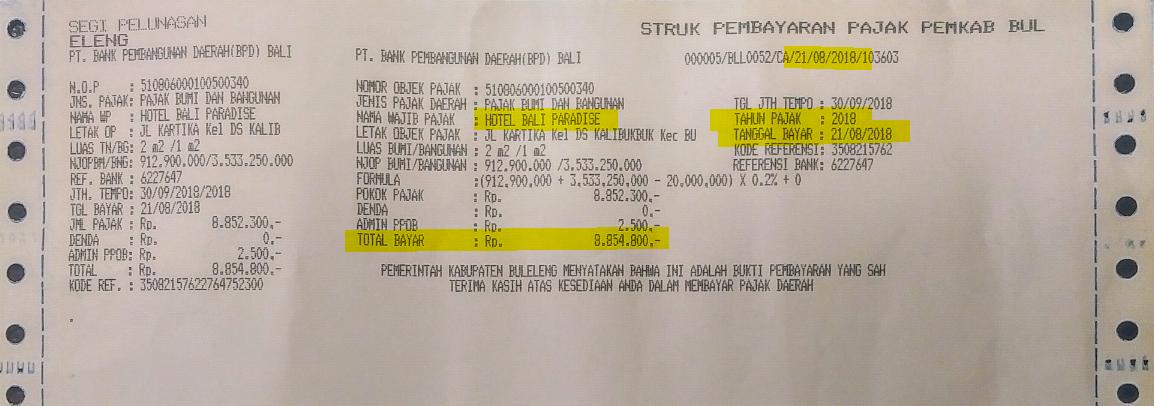 SEGI PELUNASAN
ELENG
PT. BANK PEMBANGUNAN DAERAH(BPD) BALI
N.O.P : 510806000100500340
JNS. PAJAK: PAJAK BUMI DAN BANGUNAN
NAMA WP : HOTEL BALI PARADISE
LETAK OP : JL KARTIKA Kel DS KALIB
LUAS TN/BG: 2 m2 /1 m2
NJOPBM/BNG: 912.900.000/3.533.250.000
REF. BANK : 6227647
JTH. TEMPO: 30/09/2018/2018
TGL BAYAR : 21/08/2018
JML PAJAK : Rp. 8.852.300,-
DENDA : Rp. 0,-
ADMIN PPOB: Rp. 2.500,-
TOTAL : Rp. 8.854.800,-
KODE REF. : 35082157622764752300
STRUK PEMBAYARAN PAJAK PEMKAB BUL
PT. BANK PEMBANGUNAN DAERAH(BPD) BALI 000005/BLL0052/CA/21/08/2018/103603
NOMOR OBJEK PAJAK : 510806000100500340
JENIS PAJAK DAERAH : PAJAK BUMI DAN BANGUNAN TGL JTH TEMPO : 30/09/2018
NAMA WAJIB PAJAK : HOTEL BALI PARADISE TAHUN PAJAK : 2018
LETAK OBJEK PAJAK : JL KARTIKA Kel DS KALIBUKBUK Kec BU TANGGAL BAYAR : 21/08/2018
LUAS BUMI/BANGUNAN : 2 m2 /1 m2 KODE REFERENSI: 3508215762
NJOP BUMI/BANGUNAN : 912.900.000 /3.533.250.000 REFERENSI BANK: 6227647
FORMULA :(912,900,000 + 3,533,250,000 - 20,000,000) X 0.2% + 0
POKOK PAJAK : Rp. 8.852.300,-
DENDA : Rp. 0,-
ADMIN PPOB : Rp. 2.500,-
TOTAL BAYAR : Rp. 8.854.800,-
PEMERINTAH KABUPATEN BULELENG MENYATAKAN BAHWA INI ADALAH BUKTI PEMBAYARAN YANG SAH
TERIMA KASIH ATAS KESEDIAAN ANDA DALAM MEMBAYAR PAJAK DAERAH